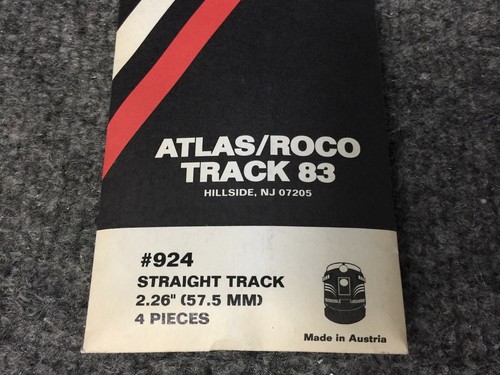 ATLAS/ROCO
TRACK 83
HILLSIDE, NJ 07205
#924
STRAIGHT TRACK
2.26" (57.5 MM)
4 PIECES
Made in Austria